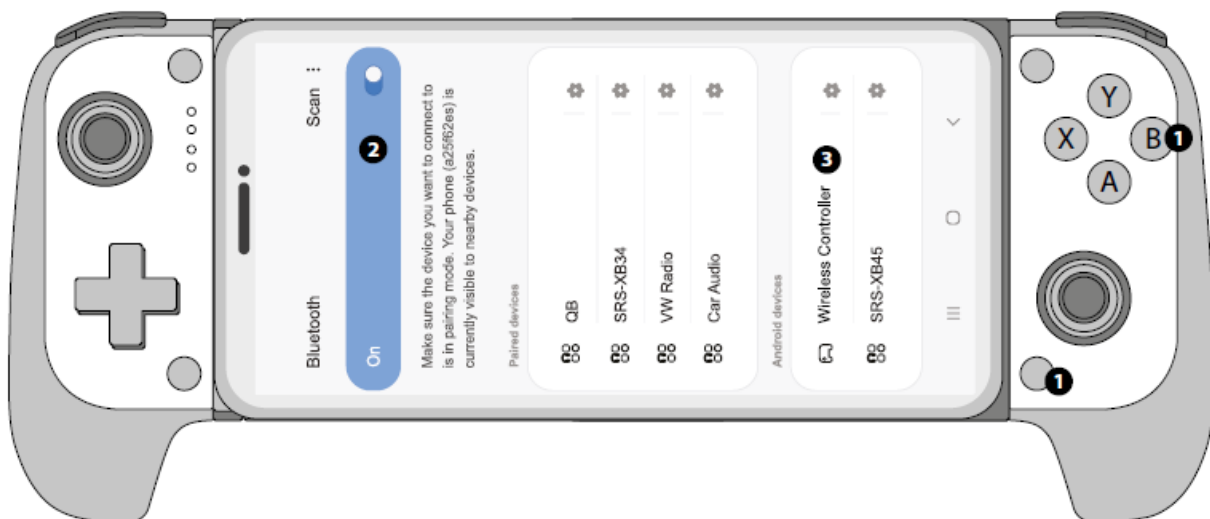 Bluetooth
Scan
On
2
Make sure the device you want to connect to
is in pairing mode. Your phone (a25f62es) is
currently visible to nearby devices.
Paired devices
QB
SRS-XB34
VW Radio
Car Audio
Android devices
Wireless Controller
3
SRS-XB45
Y
X
B
1
A
1